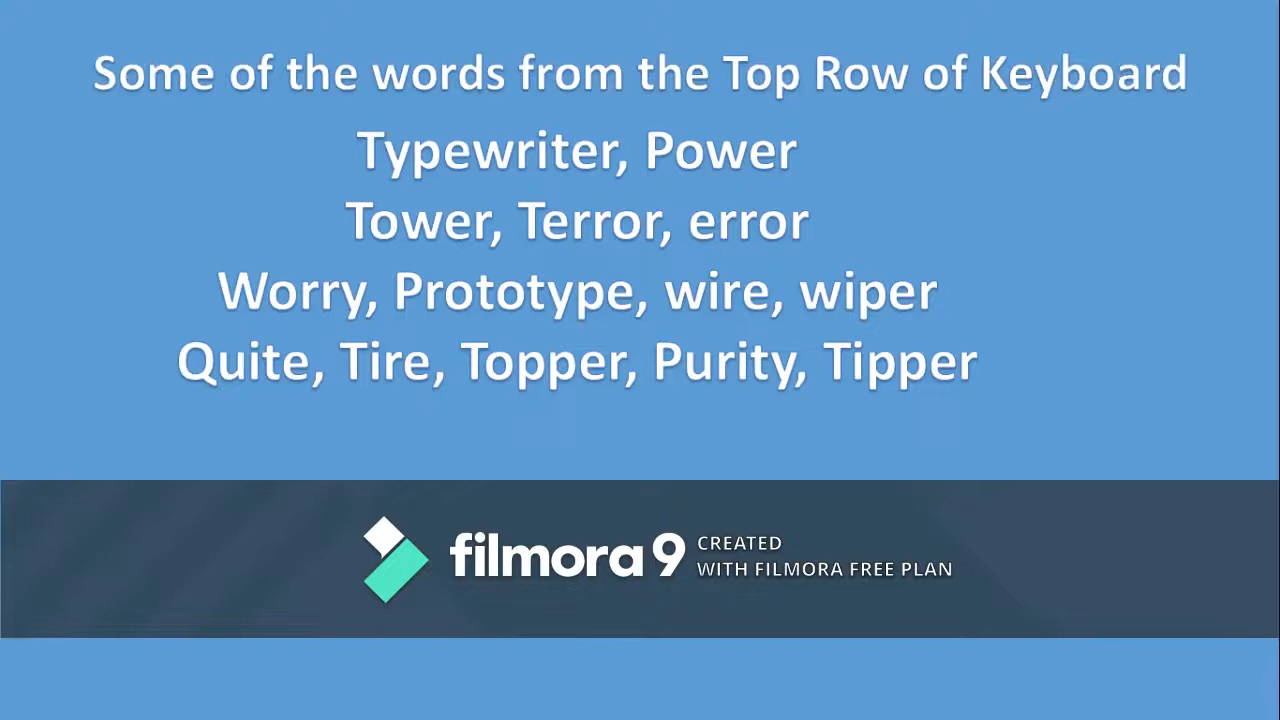 Some of the words from the Top Row of Keyboard
Typewriter, Power
Tower, Terror, error
Worry, Prototype, wire, wiper
Quite, Tire, Topper, Purity, Tipper
filmora 9
CREATED
WITH FILMORA FREE PLAN